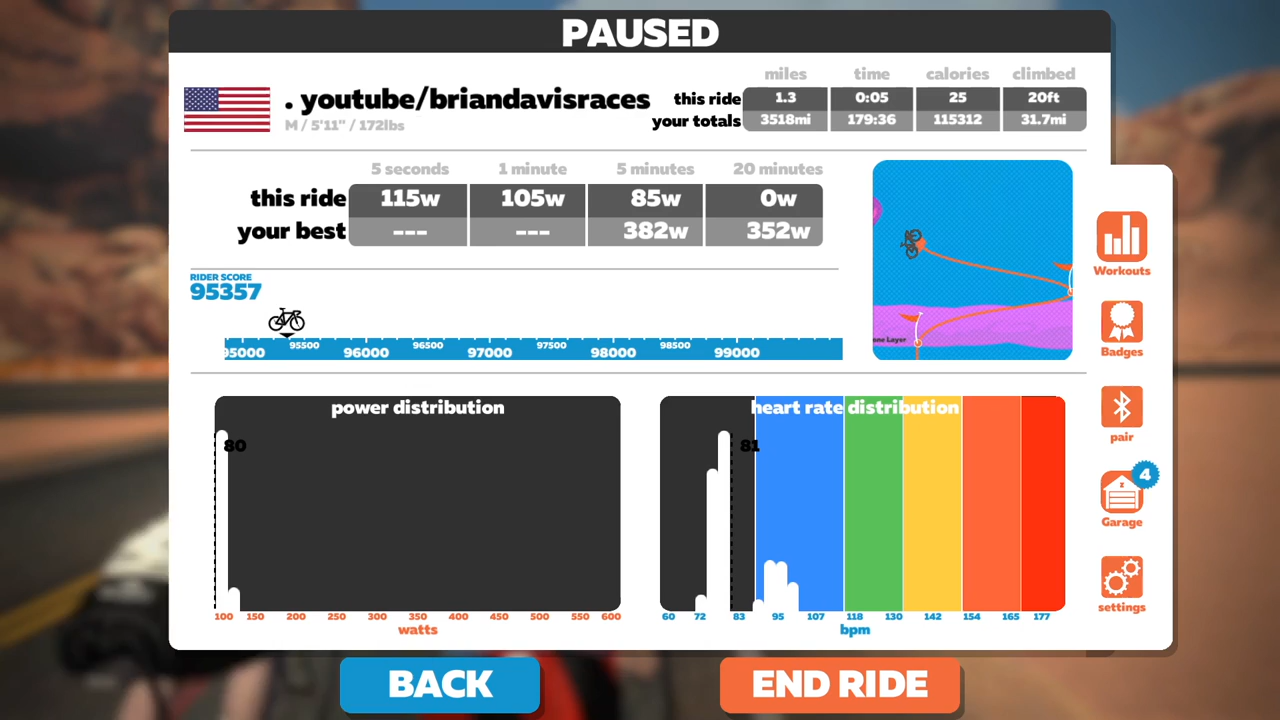 PAUSED
miles time calories climbed
. youtube/briandavisraces this ride 1.3 0:05 25 20ft
M / 5'11" / 172lbs your totals 3518mi 179:36 115312 31.7mi
5 seconds 1 minute 5 minutes 20 minutes
this ride 115w 105w 85w 0w
your best --- --- 382w 352w
RIDER SCORE
95357
95000 95500 96000 96500 97000 97500 98000 98500 99000
one Layer
Workouts
Badges
pair
4
Garage
settings
power distribution
80
100 150 200 250 300 350 400 450 500 550 600
watts
heart rate distribution
81
60 72 83 95 107 118 130 142 154 165 177
bpm
BACK
END RIDE